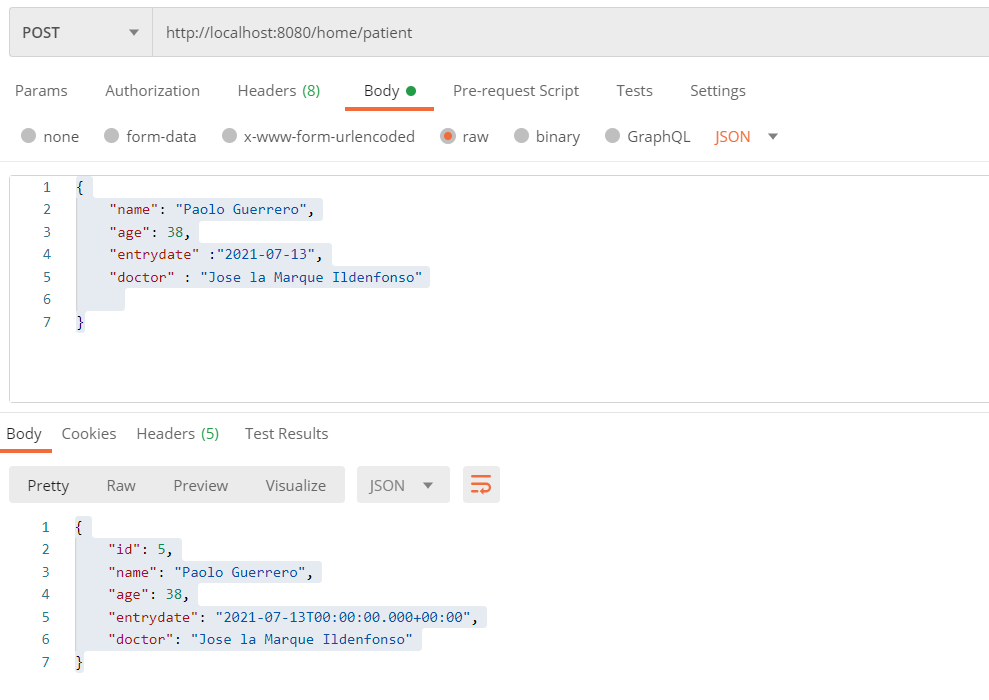 POST http://localhost:8080/home/patient
Params Authorization Headers (8) Body Pre-request Script Tests Settings
none form-data x-www-form-urlencoded raw binary GraphQL JSON
1 {
2 "name": "Paolo Guerrero",
3 "age": 38,
4 "entrydate" :"2021-07-13",
5 "doctor" : "Jose la Marque Ildenfonso"
6
7 }
Body Cookies Headers (5) Test Results
Pretty Raw Preview Visualize JSON
1 {
2 "id": 5,
3 "name": "Paolo Guerrero",
4 "age": 38,
5 "entrydate": "2021-07-13T00:00:00.000+00:00",
6 "doctor": "Jose la Marque Ildenfonso"
7 }